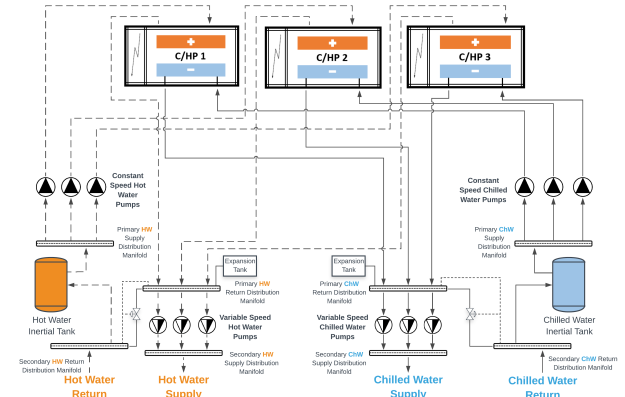 C/HP 1
C/HP 2
C/HP 3
Constant
Speed Hot
Water
Pumps
Constant
Speed Chilled
Water Pumps
Primary HW
Supply
Distribution
Manifold
Primary ChW
Supply
Distribution
Manifold
Expansion
Tank
Expansion
Tank
Primary HW
Return Distribution
Manifold
Primary ChW
Return Distribution
Manifold
Hot Water
Inertial Tank
Variable Speed
Hot Water
Pumps
Variable Speed
Chilled Water
Pumps
Chilled Water
Inertial Tank
Secondary HW Return
Distribution Manifold
Secondary HW
Supply Distribution
Manifold
Secondary ChW
Supply Distribution
Manifold
Secondary ChW Return
Distribution Manifold
Hot Water
Return
Hot Water
Supply
Chilled Water
Supply
Chilled Water
Return